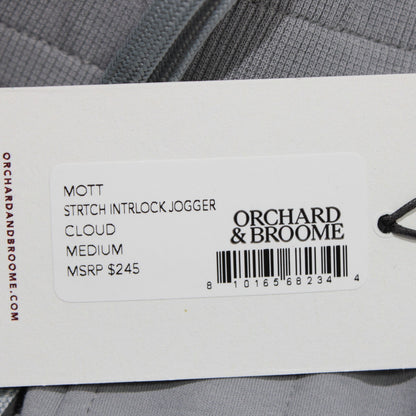 ORCHARDANDBROOME.COM
MOTT
STRTCH INTRLOCK JOGGER
CLOUD
MEDIUM
MSRP $245
ORCHARD
& BROOME
8 10165 68234 4